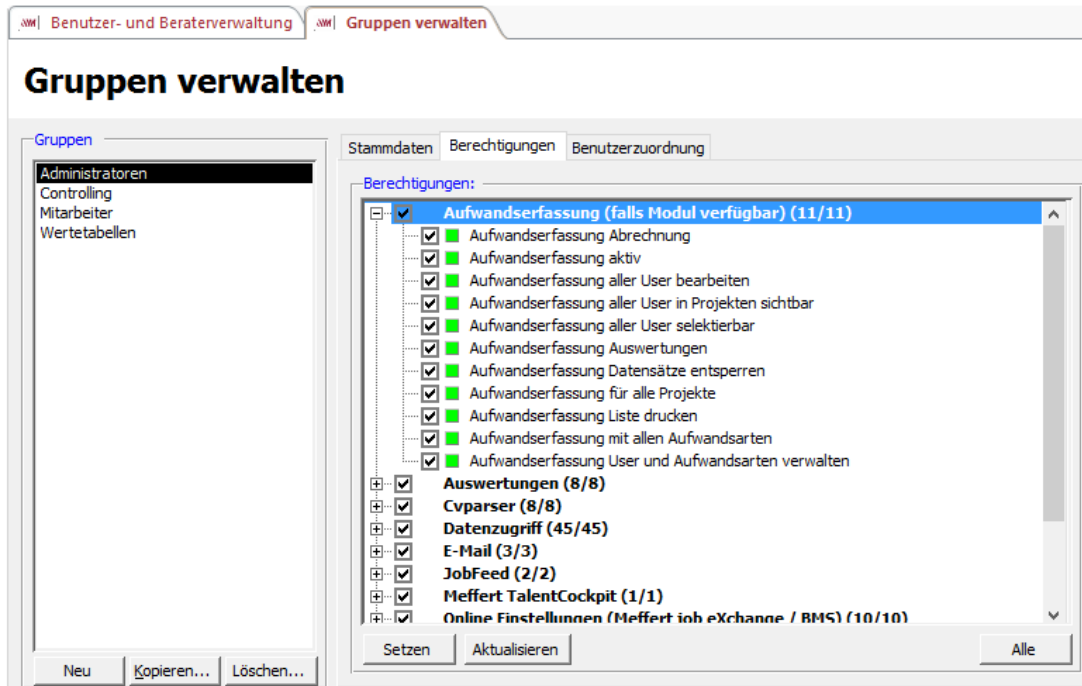 Benutzer- und Beraterverwaltung
Gruppen verwalten
Gruppen verwalten
Gruppen
Administratoren
Controlling
Mitarbeiter
Wertetabellen
Neu
Kopieren...
Löschen...
Stammdaten
Berechtigungen
Benutzerzuordnung
Berechtigungen:
Aufwandserfassung (falls Modul verfügbar) (11/11)
Aufwandserfassung Abrechnung
Aufwandserfassung aktiv
Aufwandserfassung aller User bearbeiten
Aufwandserfassung aller User in Projekten sichtbar
Aufwandserfassung aller User selektierbar
Aufwandserfassung Auswertungen
Aufwandserfassung Datensätze entsperren
Aufwandserfassung für alle Projekte
Aufwandserfassung Liste drucken
Aufwandserfassung mit allen Aufwandsarten
Aufwandserfassung User und Aufwandsarten verwalten
Auswertungen (8/8)
Cvparser (8/8)
Datenzugriff (45/45)
E-Mail (3/3)
JobFeed (2/2)
Meffert TalentCockpit (1/1)
Online Einstellungen (Meffert job eXchange / BMS) (10/10)
Setzen
Aktualisieren
Alle